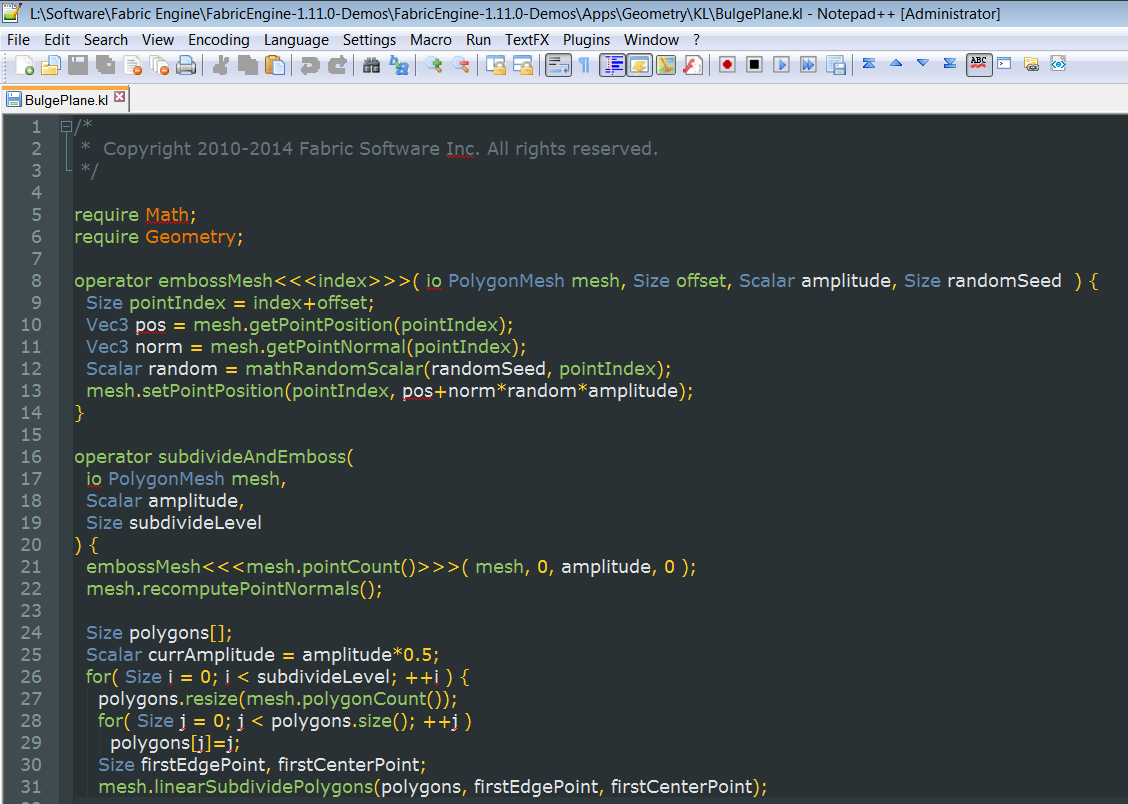 L:\Software\Fabric Engine\FabricEngine-1.11.0-Demos\FabricEngine-1.11.0-Demos\Apps\Geometry\KL\BulgePlane.kl - Notepad++ [Administrator]
File Edit Search View Encoding Language Settings Macro Run TextFX Plugins Window ?
ABC
BulgePlane.kl
1 /*
2 * Copyright 2010-2014 Fabric Software Inc. All rights reserved.
3 */
4
5 require Math;
6 require Geometry;
7
8 operator embossMesh<<<index>>>( io PolygonMesh mesh, Size offset, Scalar amplitude, Size randomSeed ) {
9 Size pointIndex = index+offset;
10 Vec3 pos = mesh.getPointPosition(pointIndex);
11 Vec3 norm = mesh.getPointNormal(pointIndex);
12 Scalar random = mathRandomScalar(randomSeed, pointIndex);
13 mesh.setPointPosition(pointIndex, pos+norm*random*amplitude);
14 }
15
16 operator subdivideAndEmboss(
17 io PolygonMesh mesh,
18 Scalar amplitude,
19 Size subdivideLevel
20 ) {
21 embossMesh<<<mesh.pointCount()>>>( mesh, 0, amplitude, 0 );
22 mesh.recomputePointNormals();
23
24 Size polygons[];
25 Scalar currAmplitude = amplitude*0.5;
26 for( Size i = 0; i < subdivideLevel; ++i ) {
27 polygons.resize(mesh.polygonCount());
28 for( Size j = 0; j < polygons.size(); ++j )
29 polygons[j]=j;
30 Size firstEdgePoint, firstCenterPoint;
31 mesh.linearSubdividePolygons(polygons, firstEdgePoint, firstCenterPoint);